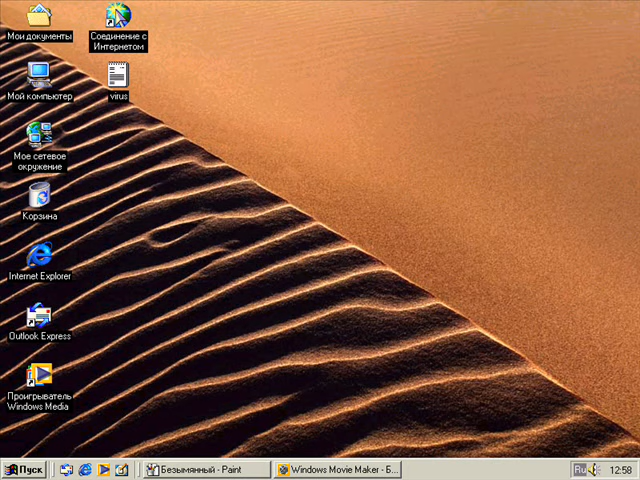 Мои документы
Соединение с
Интернетом
Мой компьютер
virus
Мое сетевое
окружение
Корзина
Internet Explorer
Outlook Express
Проигрыватель
Windows Media
Пуск
Безымянный - Paint
Windows Movie Maker - Б...
Ru
12:58